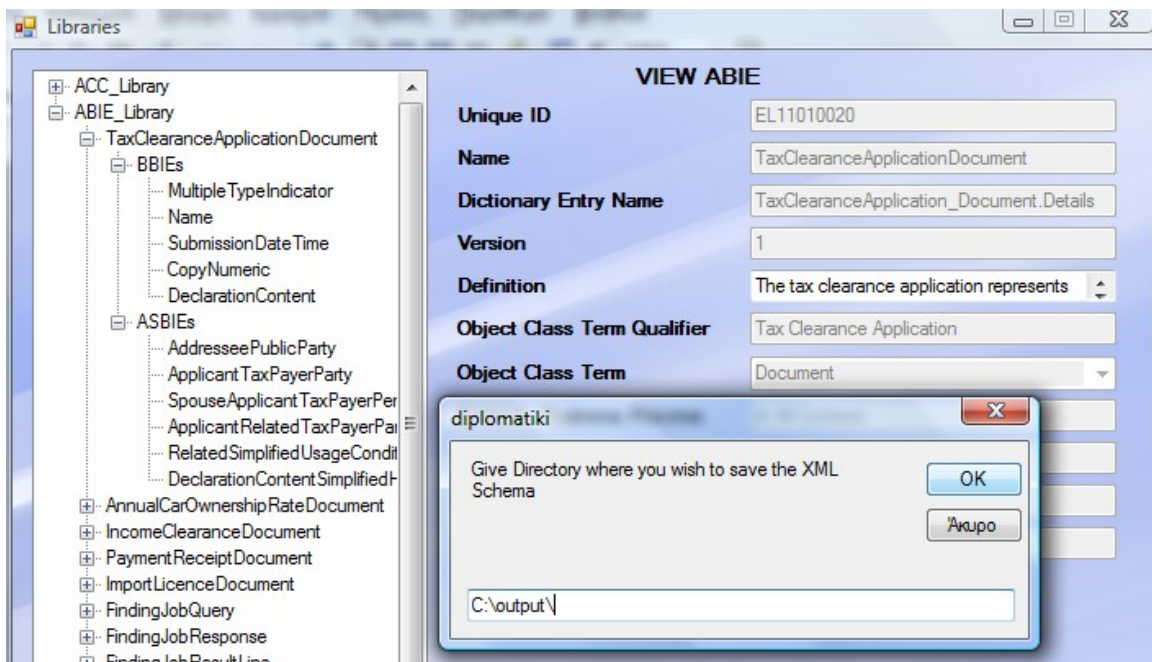 Libraries
ACC_Library
ABIE_Library
TaxClearanceApplicationDocument
BBIEs
MultipleTypeIndicator
Name
SubmissionDateTime
CopyNumeric
DeclarationContent
ASBIEs
AddresseePublicParty
ApplicantTaxPayerParty
SpouseApplicantTaxPayerPer
ApplicantRelatedTaxPayerPar
RelatedSimplifiedUsageCondit
DeclarationContentSimplifiedH
AnnualCarOwnershipRateDocument
IncomeClearanceDocument
PaymentReceiptDocument
ImportLicenceDocument
FindingJobQuery
FindingJobResponse
FindingJobResultLine
VIEW ABIE
Unique ID EL11010020
Name TaxClearanceApplicationDocument
Dictionary Entry Name TaxClearanceApplication_Document.Details
Version 1
Definition The tax clearance application represents
Object Class Term Qualifier Tax Clearance Application
Object Class Term Document
diplomatiki
Give Directory where you wish to save the XML
Schema
OK
Άκυρο
C:\output\